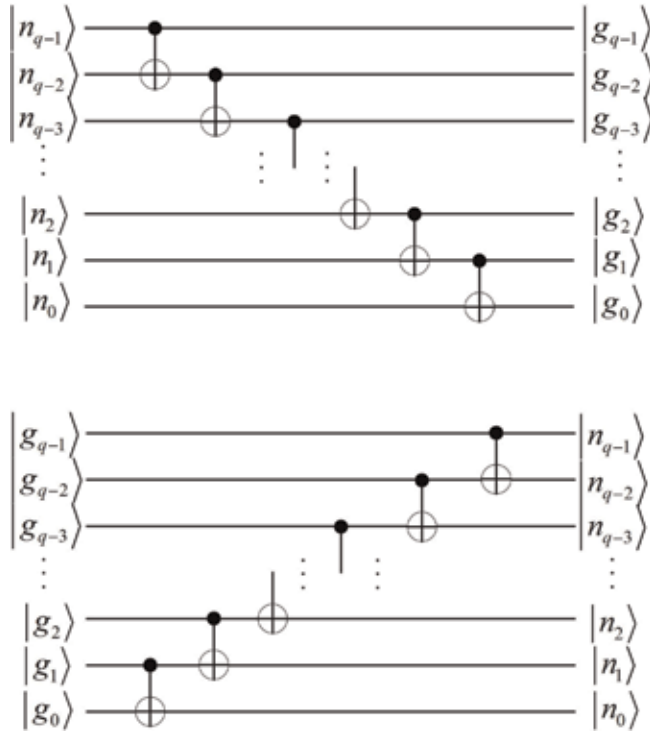 |n_{q-1}⟩ |g_{q-1}⟩
|n_{q-2}⟩ |g_{q-2}⟩
|n_{q-3}⟩ |g_{q-3}⟩
⋮ ⋮ ⋮ ⋮
|n_2⟩ |g_2⟩
|n_1⟩ |g_1⟩
|n_0⟩ |g_0⟩
|g_{q-1}⟩ |n_{q-1}⟩
|g_{q-2}⟩ |n_{q-2}⟩
|g_{q-3}⟩ |n_{q-3}⟩
⋮ ⋮ ⋮ ⋮
|g_2⟩ |n_2⟩
|g_1⟩ |n_1⟩
|g_0⟩ |n_0⟩